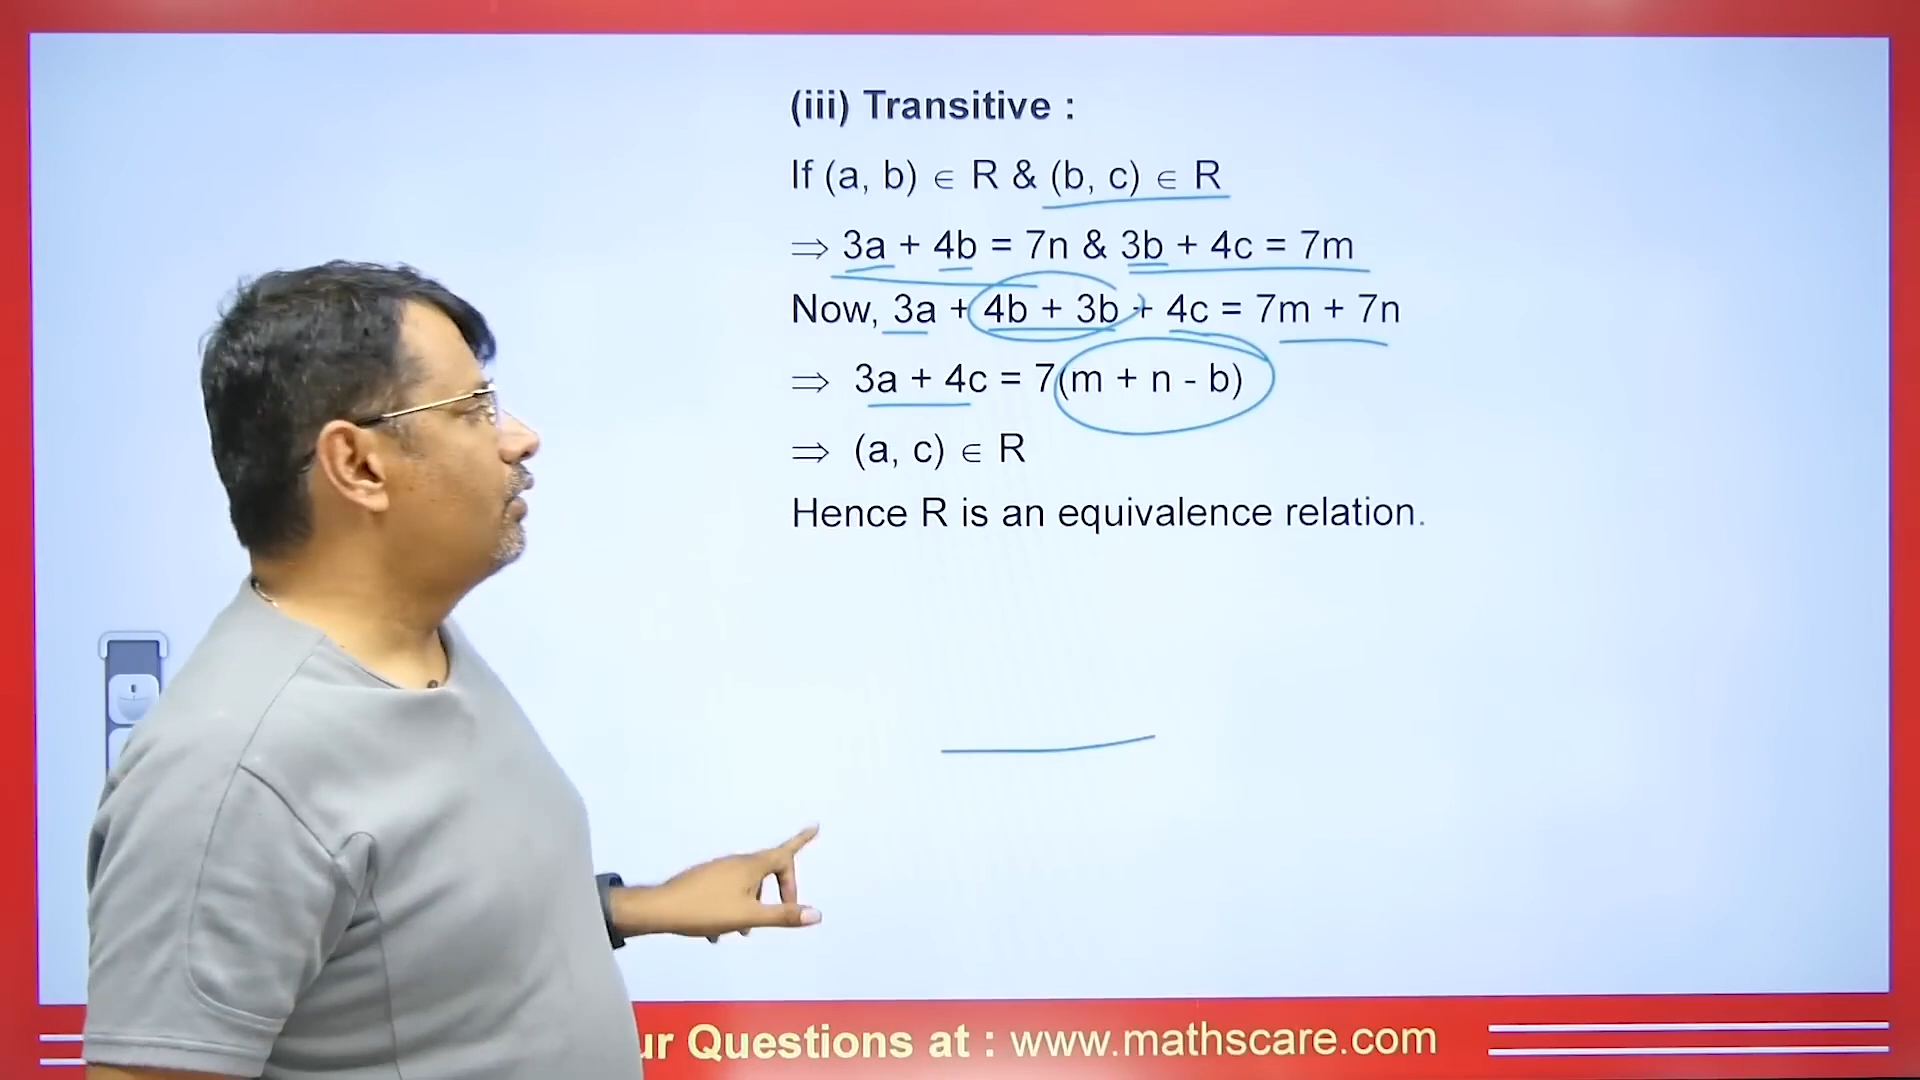 (iii) Transitive :
If (a, b) ∈ R & (b, c) ∈ R
⇒ 3a + 4b = 7n & 3b + 4c = 7m
Now, 3a + 4b + 3b + 4c = 7m + 7n
⇒ 3a + 4c = 7(m + n - b)
⇒ (a, c) ∈ R
Hence R is an equivalence relation.
Questions at : www.mathscare.com